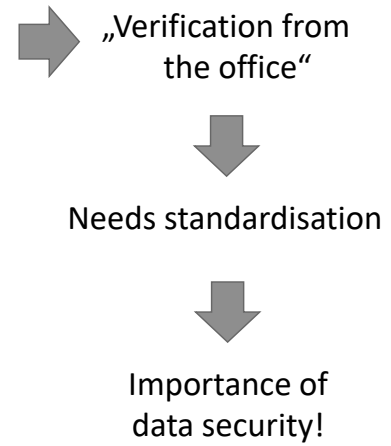 „Verification from
the office“
Needs standardisation
Importance of
data security!